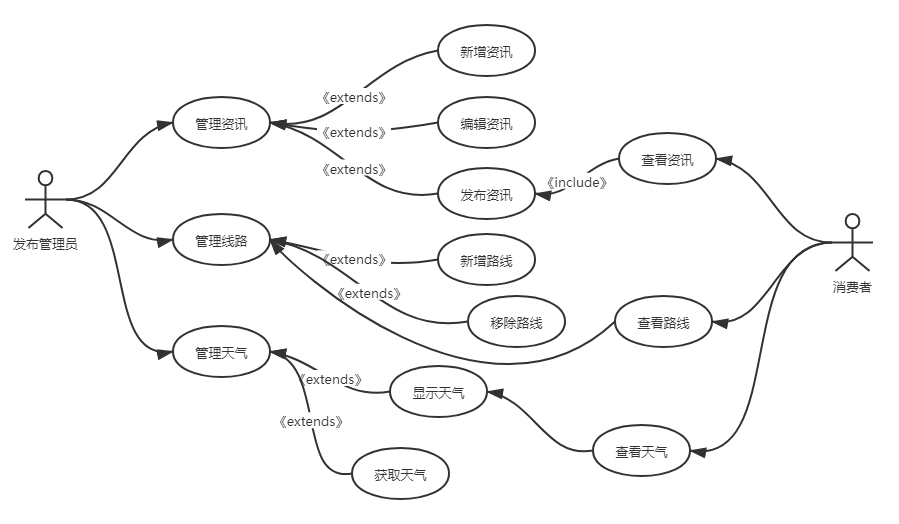 新增资讯
《extends》
管理资讯
《extends》
编辑资讯
《extends》
发布资讯
《include》
查看资讯
发布管理员
管理线路
《extends》
新增路线
《extends》
移除路线
查看路线
消费者
管理天气
《extends》
显示天气
《extends》
查看天气
获取天气